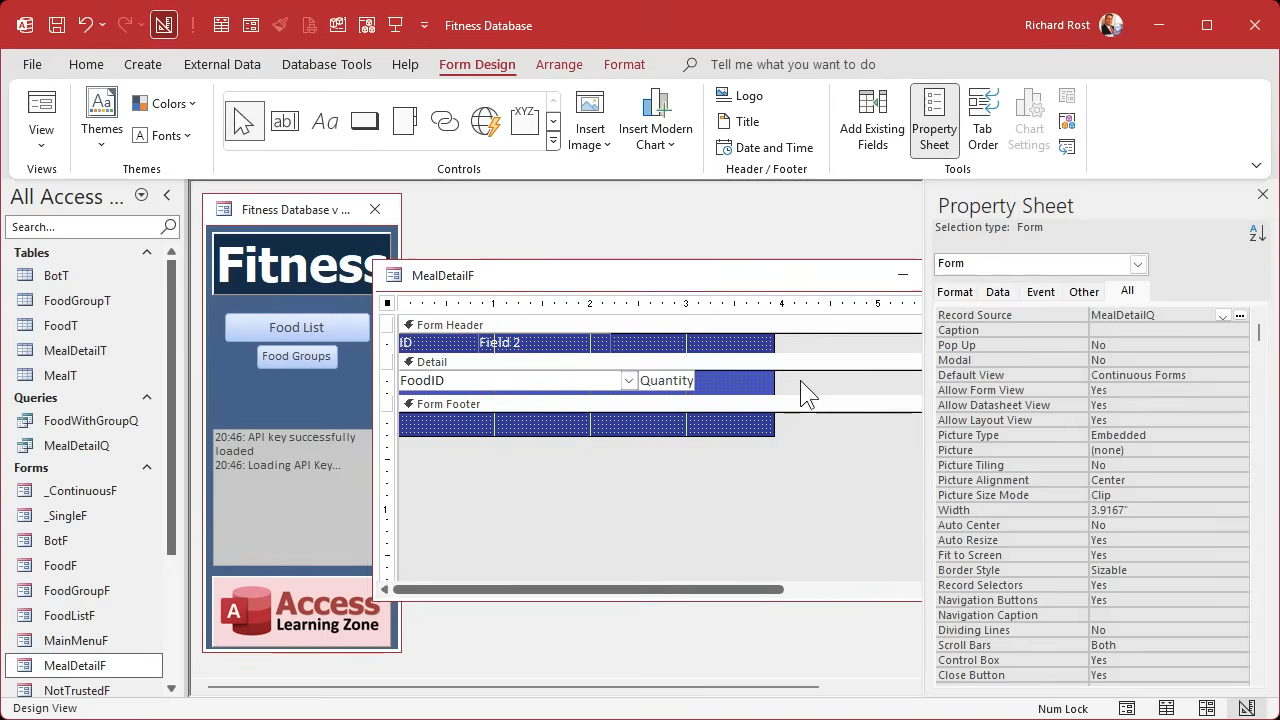 Fitness Database
Richard Rost
File
Home
Create
External Data
Database Tools
Help
Form Design
Arrange
Format
Tell me what you want to do
View
Views
Themes
Colors
Fonts
Themes
ab
Aa
XYZ
Controls
Insert Image
Insert Modern Chart
Logo
Title
Date and Time
Header / Footer
Add Existing Fields
Property Sheet
Tab Order
Chart Settings
Tools
All Access ...
Search...
Tables
BotT
FoodGroupT
FoodT
MealDetailT
MealT
Queries
FoodWithGroupQ
MealDetailQ
Forms
_ContinuousF
_SingleF
BotF
FoodF
FoodGroupF
FoodListF
MainMenuF
MealDetailF
NotTrustedF
Fitness Database v ...
Fitness
Food List
Food Groups
20:46: API key successfully
loaded
20:46: Loading API Key...
A Access
Learning Zone
MealDetailF
1 2 3 4 5
Form Header
ID Field 2
Detail
FoodID Quantity
Form Footer
1
Property Sheet
Selection type: Form
Form
Format Data Event Other All
Record Source MealDetailQ
Caption
Pop Up No
Modal No
Default View Continuous Forms
Allow Form View Yes
Allow Datasheet View Yes
Allow Layout View Yes
Picture Type Embedded
Picture (none)
Picture Tiling No
Picture Alignment Center
Picture Size Mode Clip
Width 3.9167"
Auto Center No
Auto Resize Yes
Fit to Screen Yes
Border Style Sizable
Record Selectors Yes
Navigation Buttons Yes
Navigation Caption
Dividing Lines No
Scroll Bars Both
Control Box Yes
Close Button Yes
Design View
Num Lock